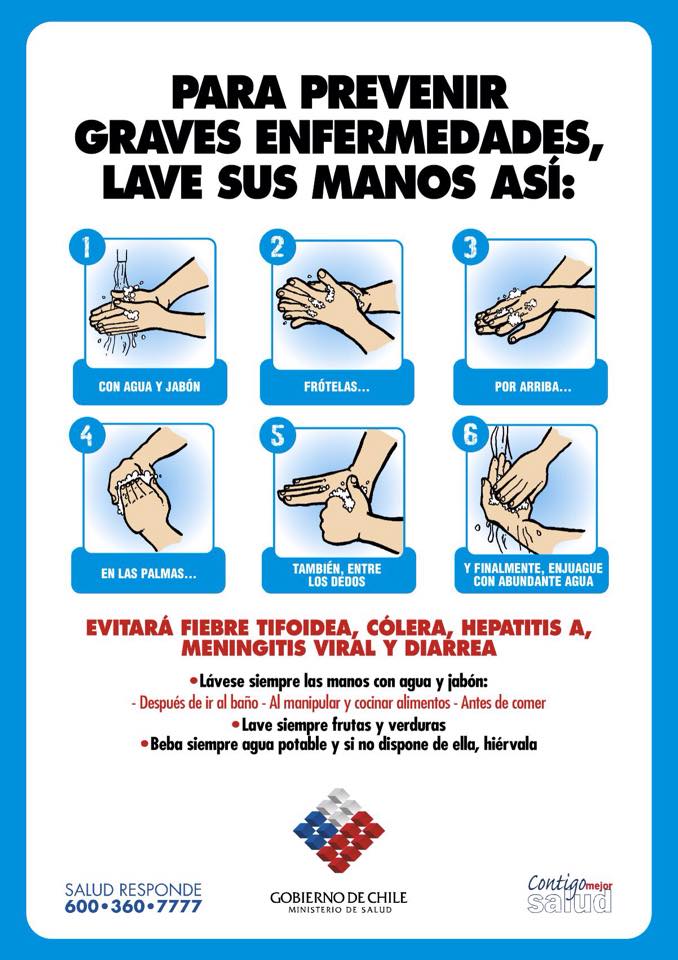 PARA PREVENIR
GRAVES ENFERMEDADES,
LAVE SUS MANOS ASÍ:
1
CON AGUA Y JABÓN
2
FRÓTELAS...
3
POR ARRIBA...
4
EN LAS PALMAS...
5
TAMBIÉN, ENTRE
LOS DEDOS
6
Y FINALMENTE, ENJUAGUE
CON ABUNDANTE AGUA
EVITARÁ FIEBRE TIFOIDEA, CÓLERA, HEPATITIS A,
MENINGITIS VIRAL Y DIARREA
•Lávese siempre las manos con agua y jabón:
- Después de ir al baño - Al manipular y cocinar alimentos - Antes de comer
•Lave siempre frutas y verduras
•Beba siempre agua potable y si no dispone de ella, hiérvala
SALUD RESPONDE
600•360•7777
GOBIERNO DE CHILE
MINISTERIO DE SALUD
Contigo mejor
salud